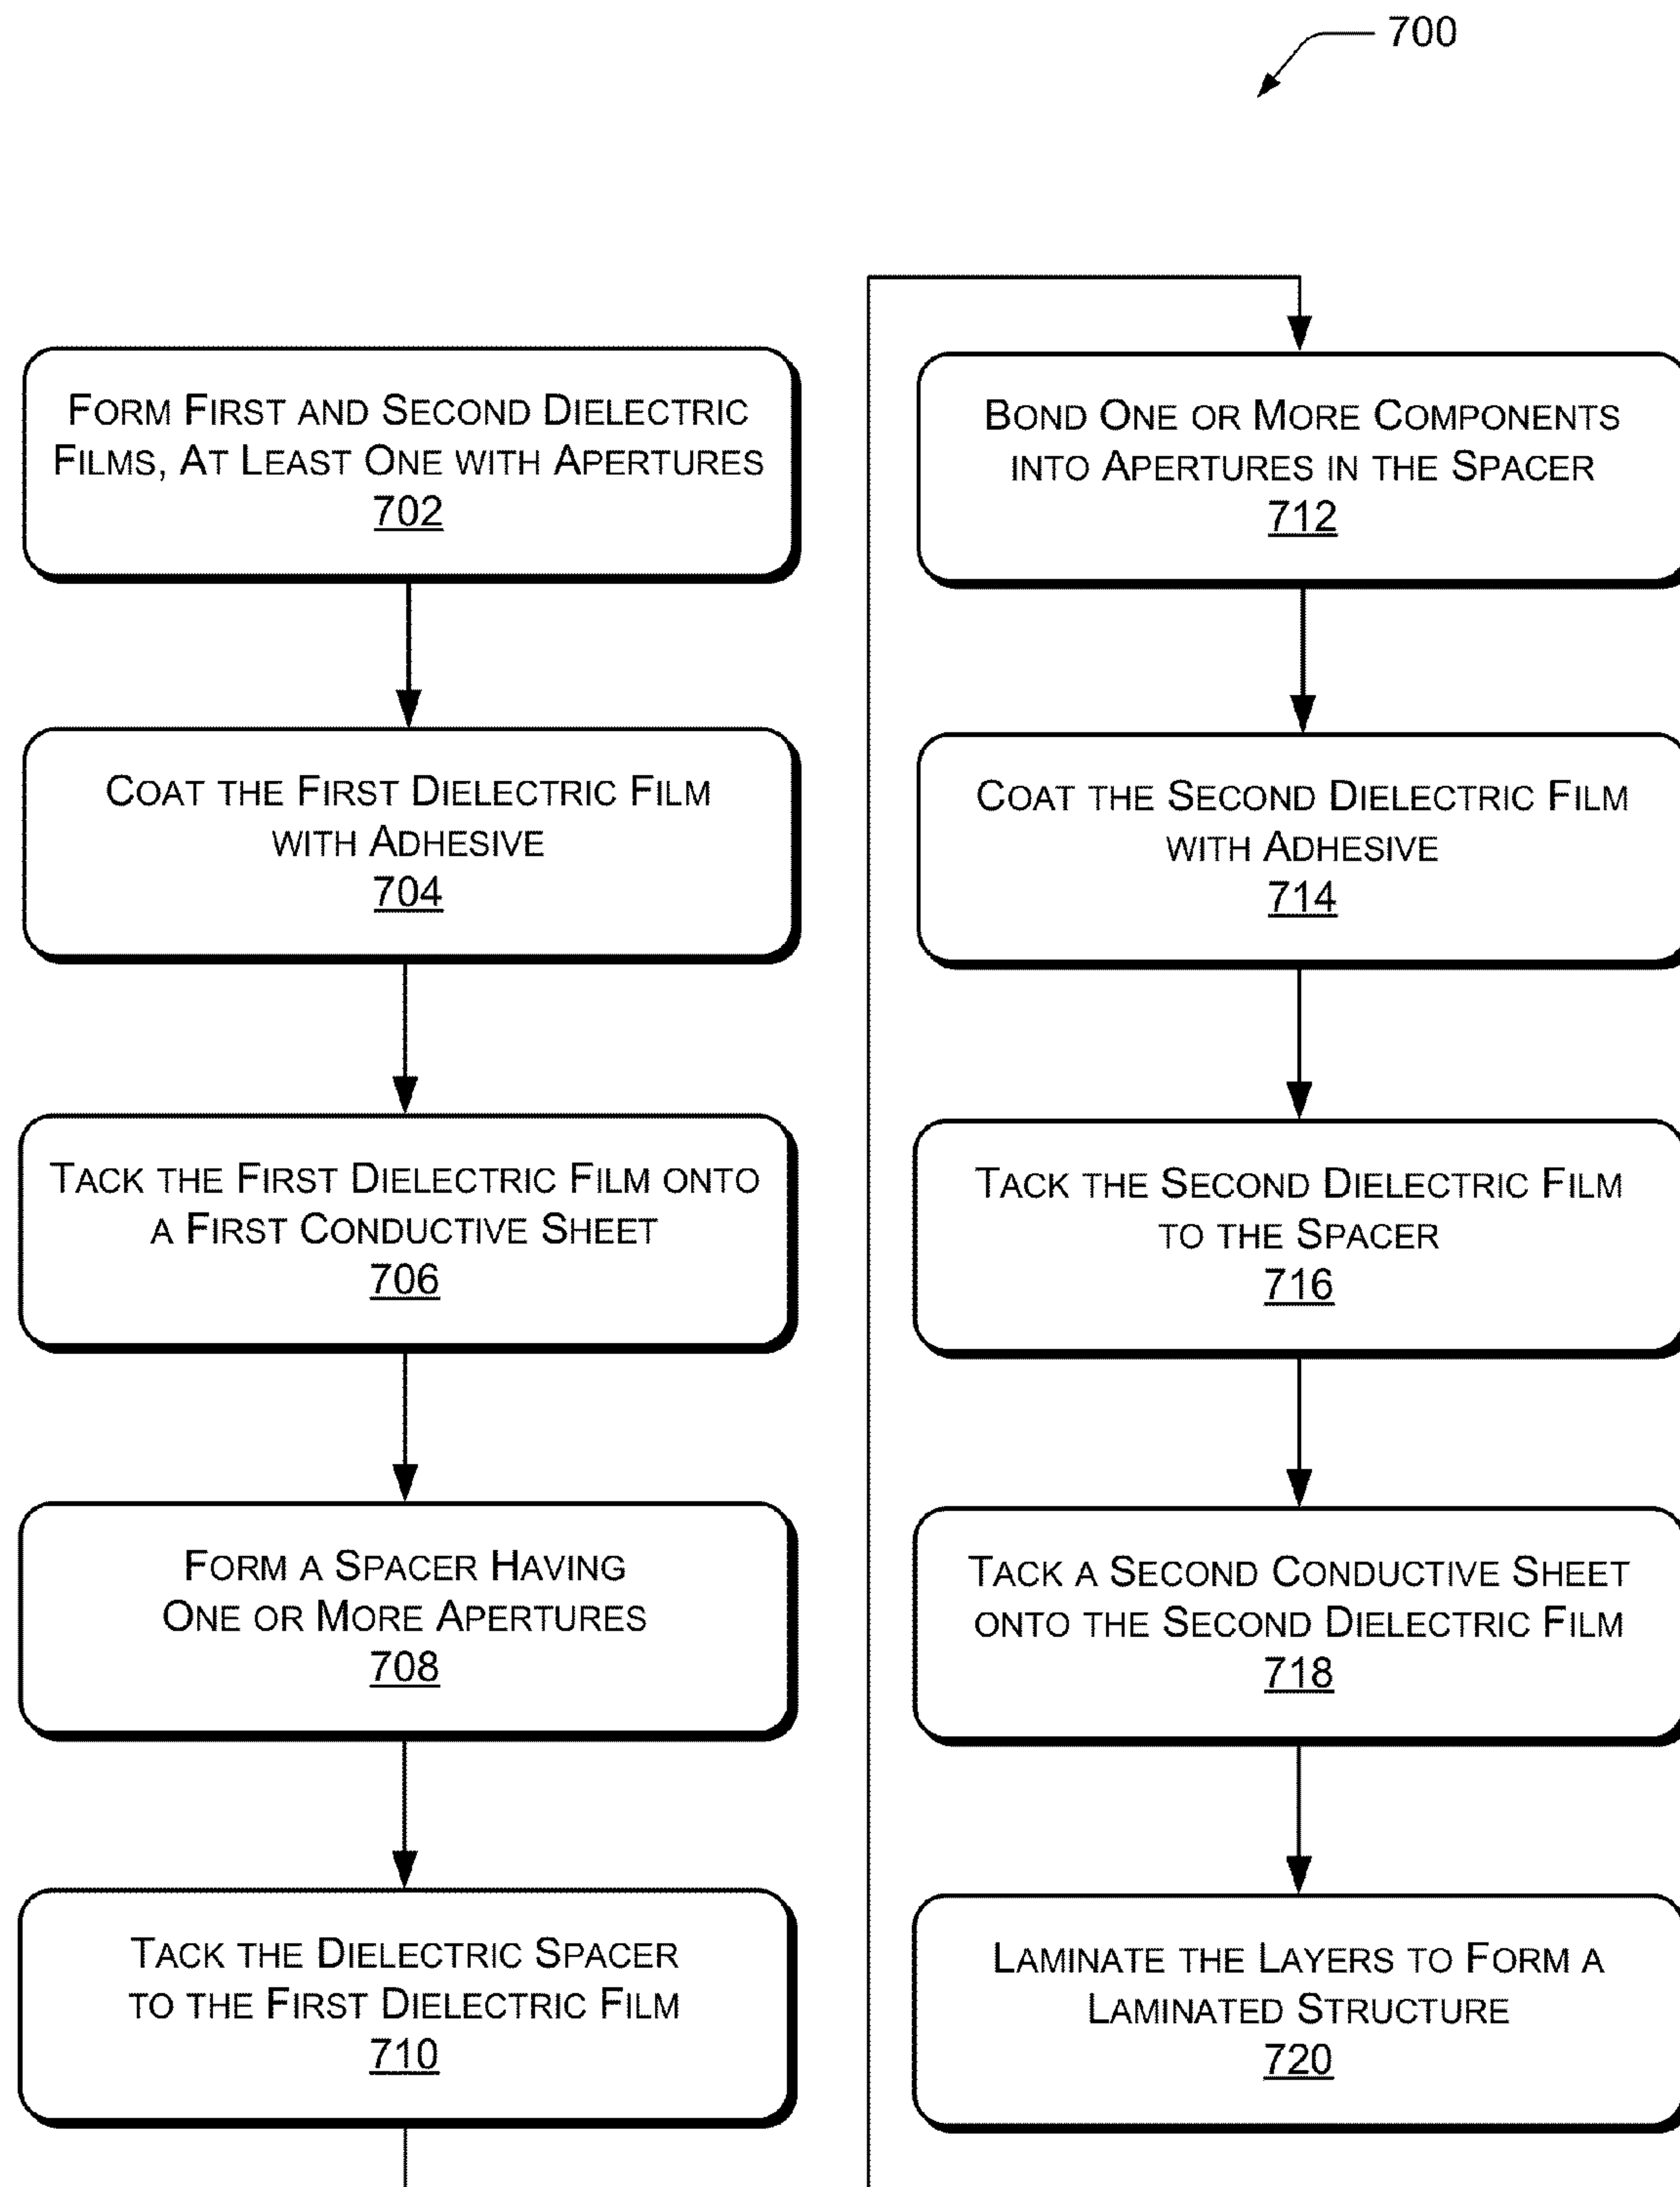 700
FORM FIRST AND SECOND DIELECTRIC
FILMS, AT LEAST ONE WITH APERTURES
702
COAT THE FIRST DIELECTRIC FILM
WITH ADHESIVE
704
TACK THE FIRST DIELECTRIC FILM ONTO
A FIRST CONDUCTIVE SHEET
706
FORM A SPACER HAVING
ONE OR MORE APERTURES
708
TACK THE DIELECTRIC SPACER
TO THE FIRST DIELECTRIC FILM
710
BOND ONE OR MORE COMPONENTS
INTO APERTURES IN THE SPACER
712
COAT THE SECOND DIELECTRIC FILM
WITH ADHESIVE
714
TACK THE SECOND DIELECTRIC FILM
TO THE SPACER
716
TACK A SECOND CONDUCTIVE SHEET
ONTO THE SECOND DIELECTRIC FILM
718
LAMINATE THE LAYERS TO FORM A
LAMINATED STRUCTURE
720